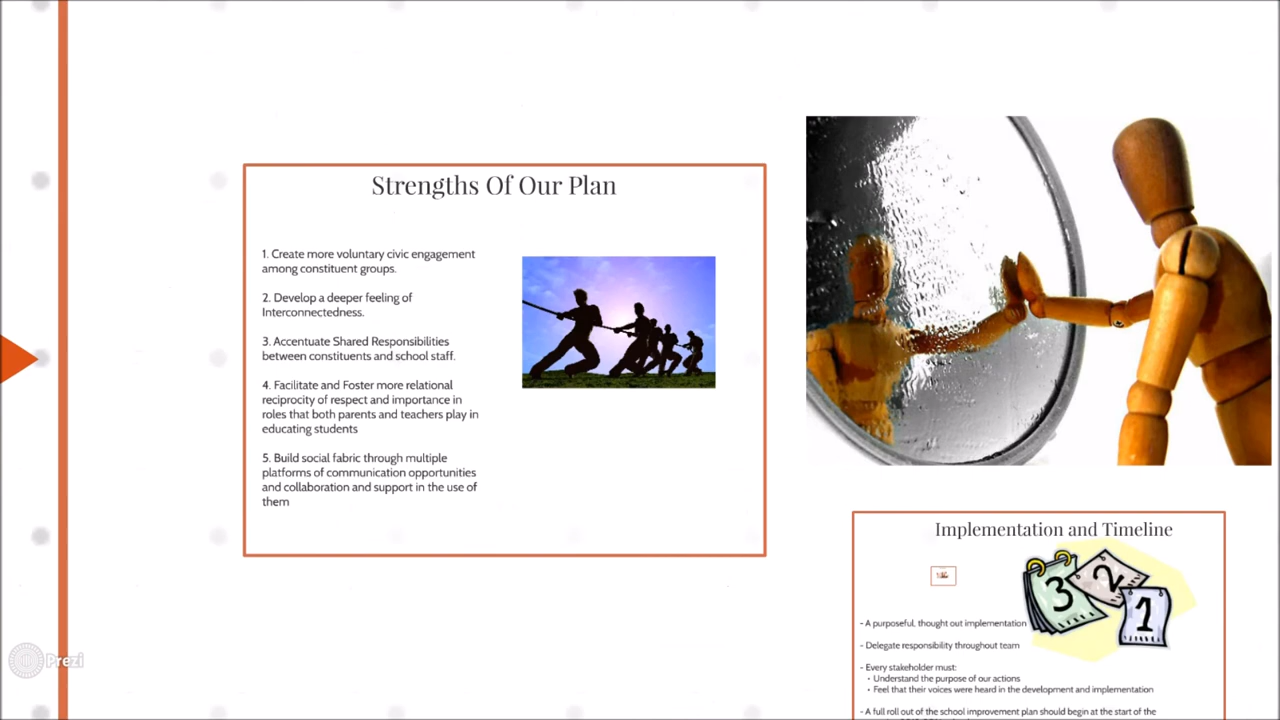 Strengths Of Our Plan
1. Create more voluntary civic engagement
among constituent groups.
2. Develop a deeper feeling of
Interconnectedness.
3. Accentuate Shared Responsibilities
between constituents and school staff.
4. Facilitate and Foster more relational
reciprocity of respect and importance in
roles that both parents and teachers play in
educating students
5. Build social fabric through multiple
platforms of communication opportunities
and collaboration and support in the use of
them
Implementation and Timeline
3 2 1
- A purposeful, thought out implementation
- Delegate responsibility throughout team
- Every stakeholder must:
• Understand the purpose of our actions
• Feel that their voices were heard in the development and implementation
- A full roll out of the school improvement plan should begin at the start of the
Prezi